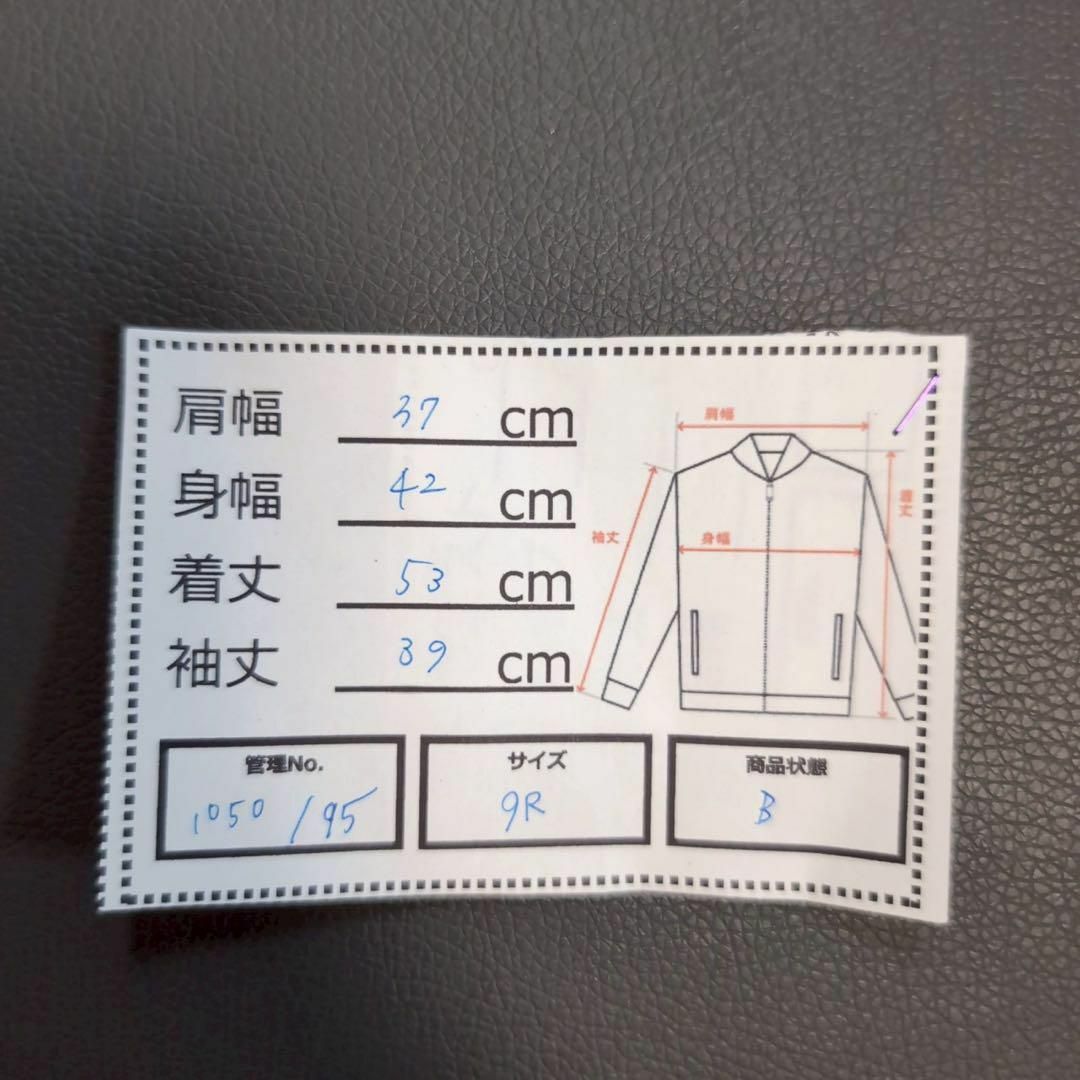 肩幅 37 cm
身幅 42 cm
着丈 53 cm
袖丈 39 cm
肩幅
袖丈
身幅
着丈
管理No.
1050 / 95
サイズ
9R
商品状態
B